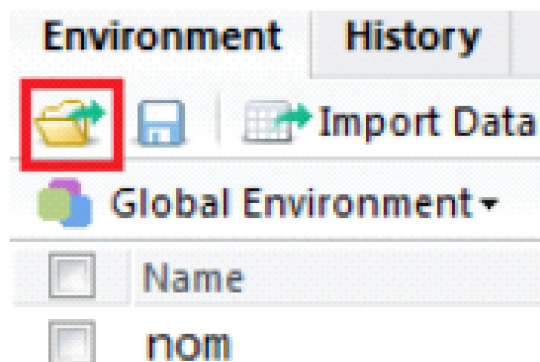 Environment History
Import Data
Global Environment
Name
nom